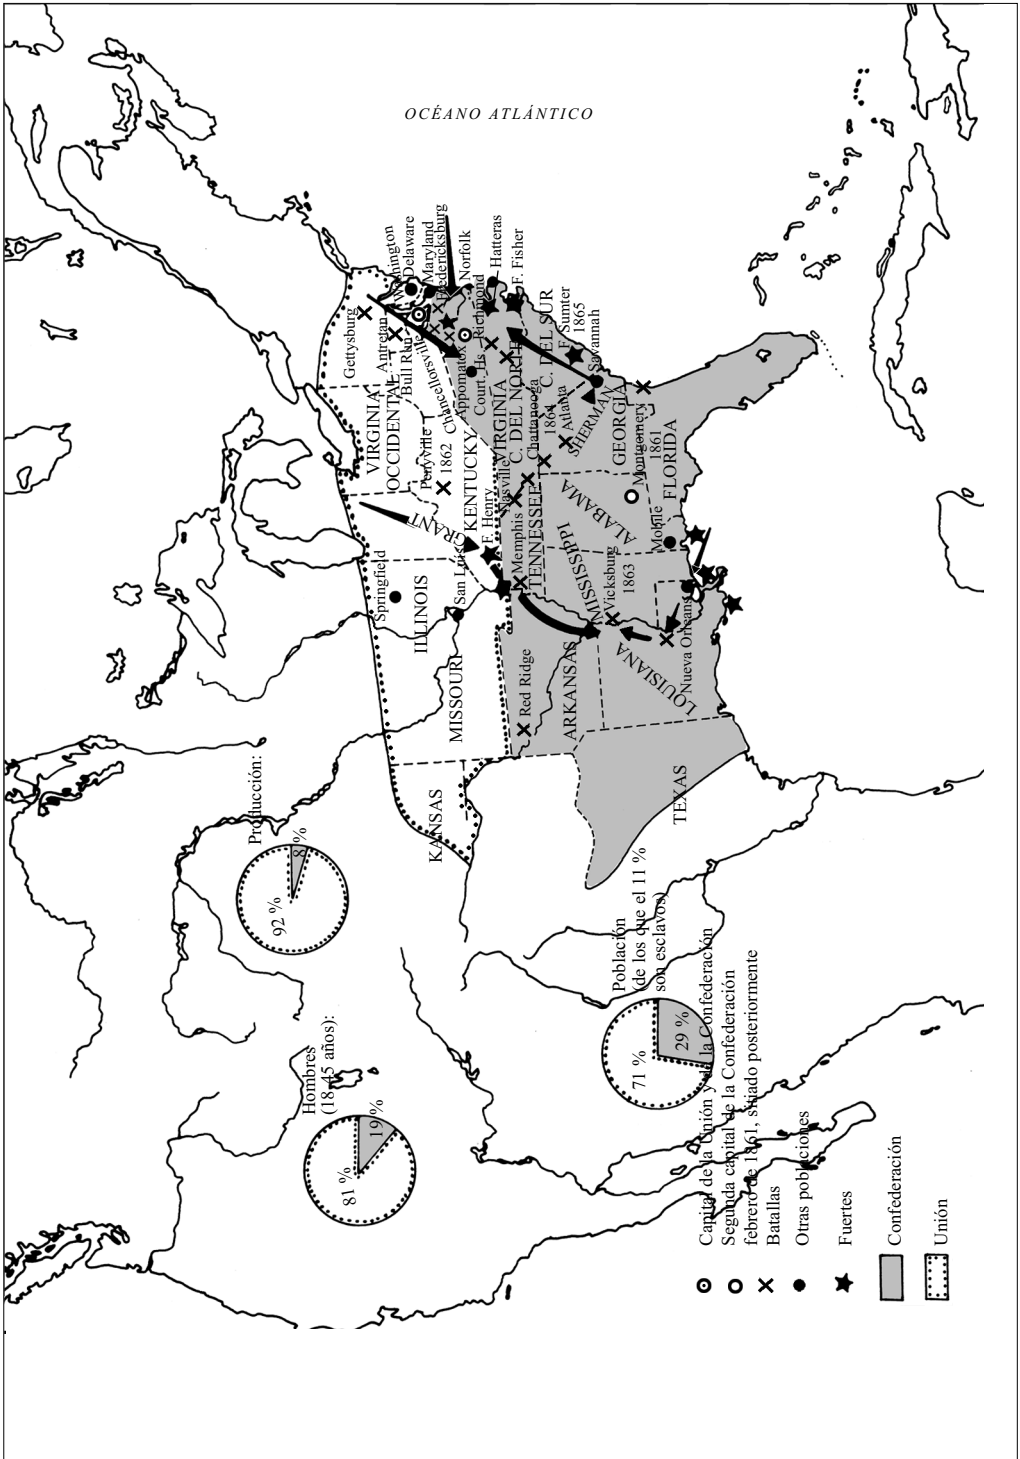 OCÉANO ATLÁNTICO
Gettysburg
Antretan
Washington
Delaware
Maryland
Fredericksburg
Bull Run
Chancellorsville
Norfolk
Richmond
Hatteras
F. Fisher
Appomatox
Court. Hs
VIRGINIA
OCCIDENTAL
Perryville
1862
KENTUCKY
VIRGINIA
C. DEL NORTE
C. DEL SUR
F. Sumter
1865
Savannah
Chattanooga
1864
Atlanta
SHERMAN
GEORGIA
Montgomery
1861
FLORIDA
Nasville
F. Henry
GRANT
TENNESSEE
Memphis
ALABAMA
Mobile
MISSISSIPPI
Vicksburg
1863
Nueva Orleans
LOUISIANA
Springfield
ILLINOIS
San Luis
MISSOURI
Red Ridge
ARKANSAS
KANSAS
TEXAS
Producción:
92 %
8 %
Hombres
(18-45 años):
81 %
19%
Población
(de los que el 11 %
son esclavos)
71 %
29 %
Capital de la Unión y de la Confederación
Segunda capital de la Confederación
febrero de 1861, sitiado posteriormente
Batallas
Otras poblaciones
Fuertes
Confederación
Unión